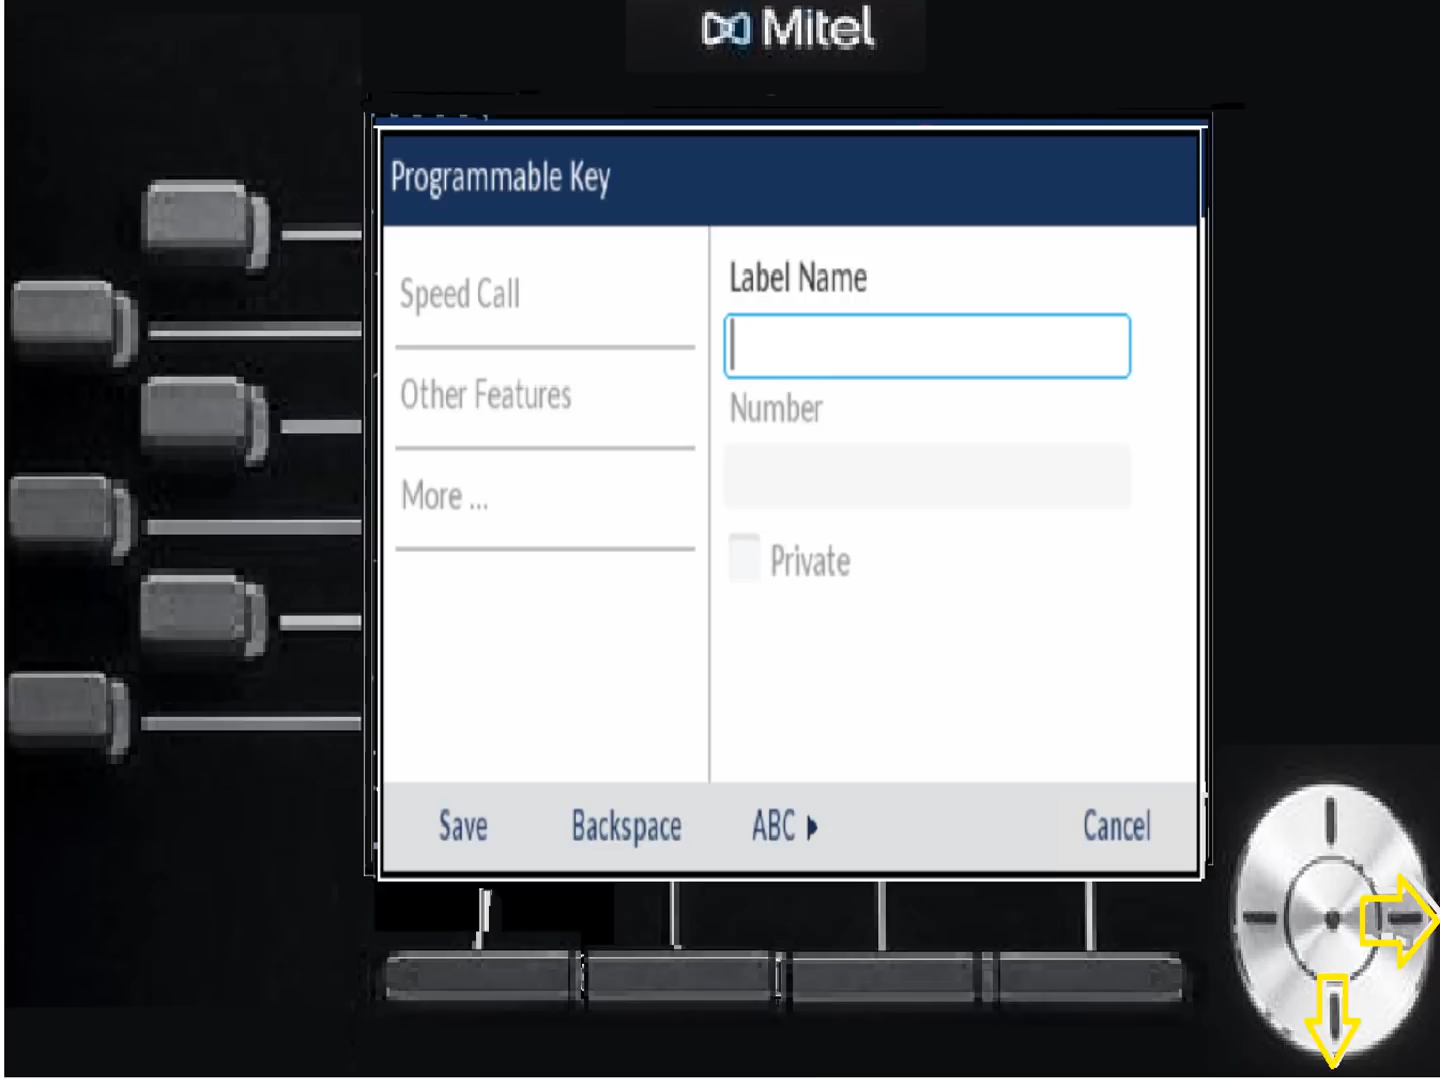 Mitel
Programmable Key
Speed Call
Other Features
More ...
Label Name
Number
Private
Save
Backspace
ABC
Cancel